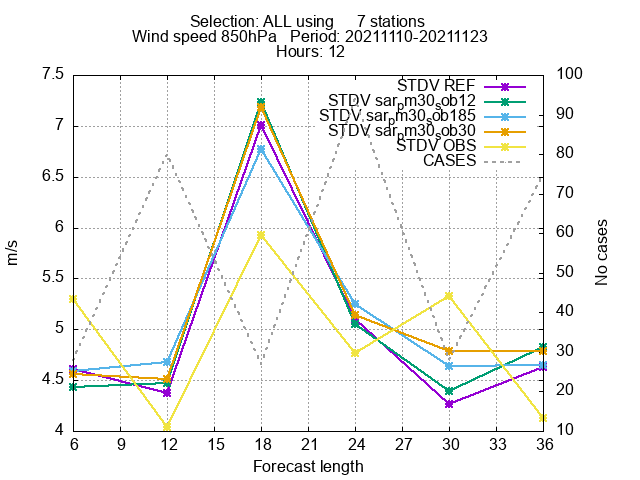 Selection: ALL using 7 stations
Wind speed 850hPa Period: 20211110-20211123
Hours: 12
STDV REF
STDV sarpm30sob12
STDV sarpm30sob185
STDV sarpm30sob30
STDV OBS
CASES
7.5
7
6.5
6
5.5
5
4.5
4
m/s
100
90
80
70
60
50
40
30
20
10
No cases
6 9 12 15 18 21 24 27 30 33 36
Forecast length